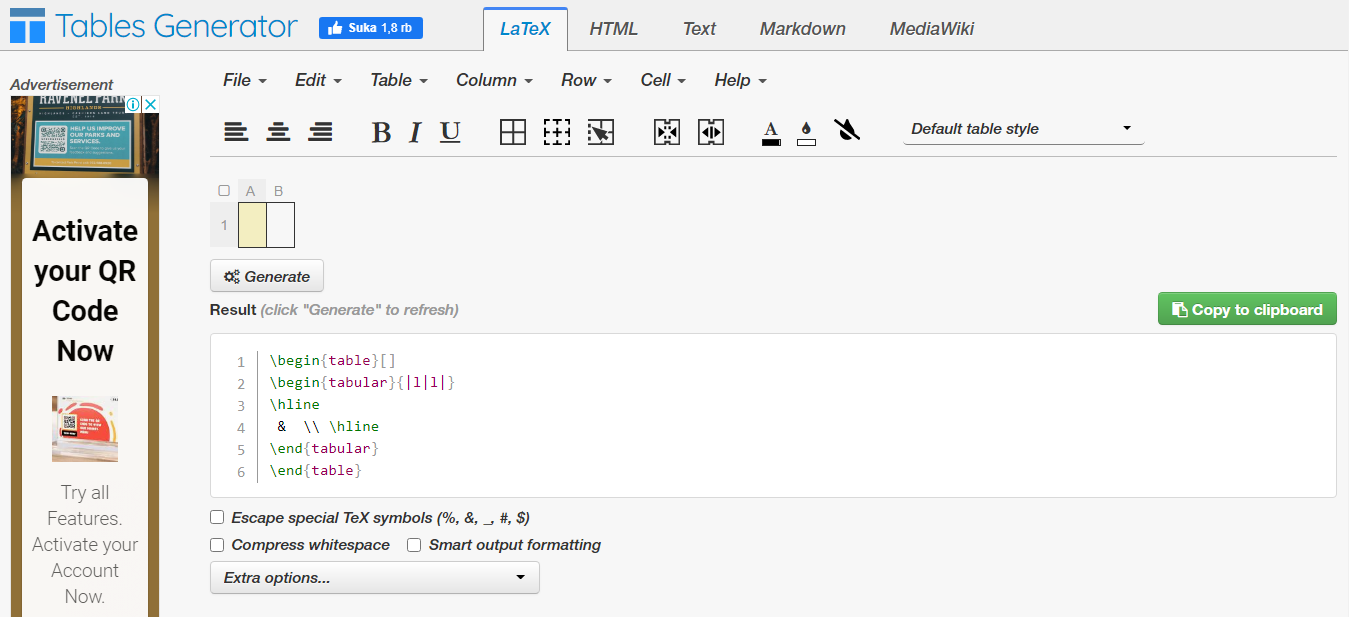 Tables Generator
Suka 1,8 rb
LaTeX
HTML
Text
Markdown
MediaWiki
Advertisement
HIGHLANDS
HELP US IMPROVE
OUR PARKS AND
SERVICES.
Activate
your QR
Code
Now
Try all
Features.
Activate your
Account
Now.
File Edit Table Column Row Cell Help
B I U
A
Default table style
A B
1
Generate
Result (click "Generate" to refresh)
Copy to clipboard
1 \begin{table}[]
2 \begin{tabular}{|l|l|}
3 \hline
4 & \\ \hline
5 \end{tabular}
6 \end{table}
Escape special TeX symbols (%, &, _, #, $)
Compress whitespace Smart output formatting
Extra options...